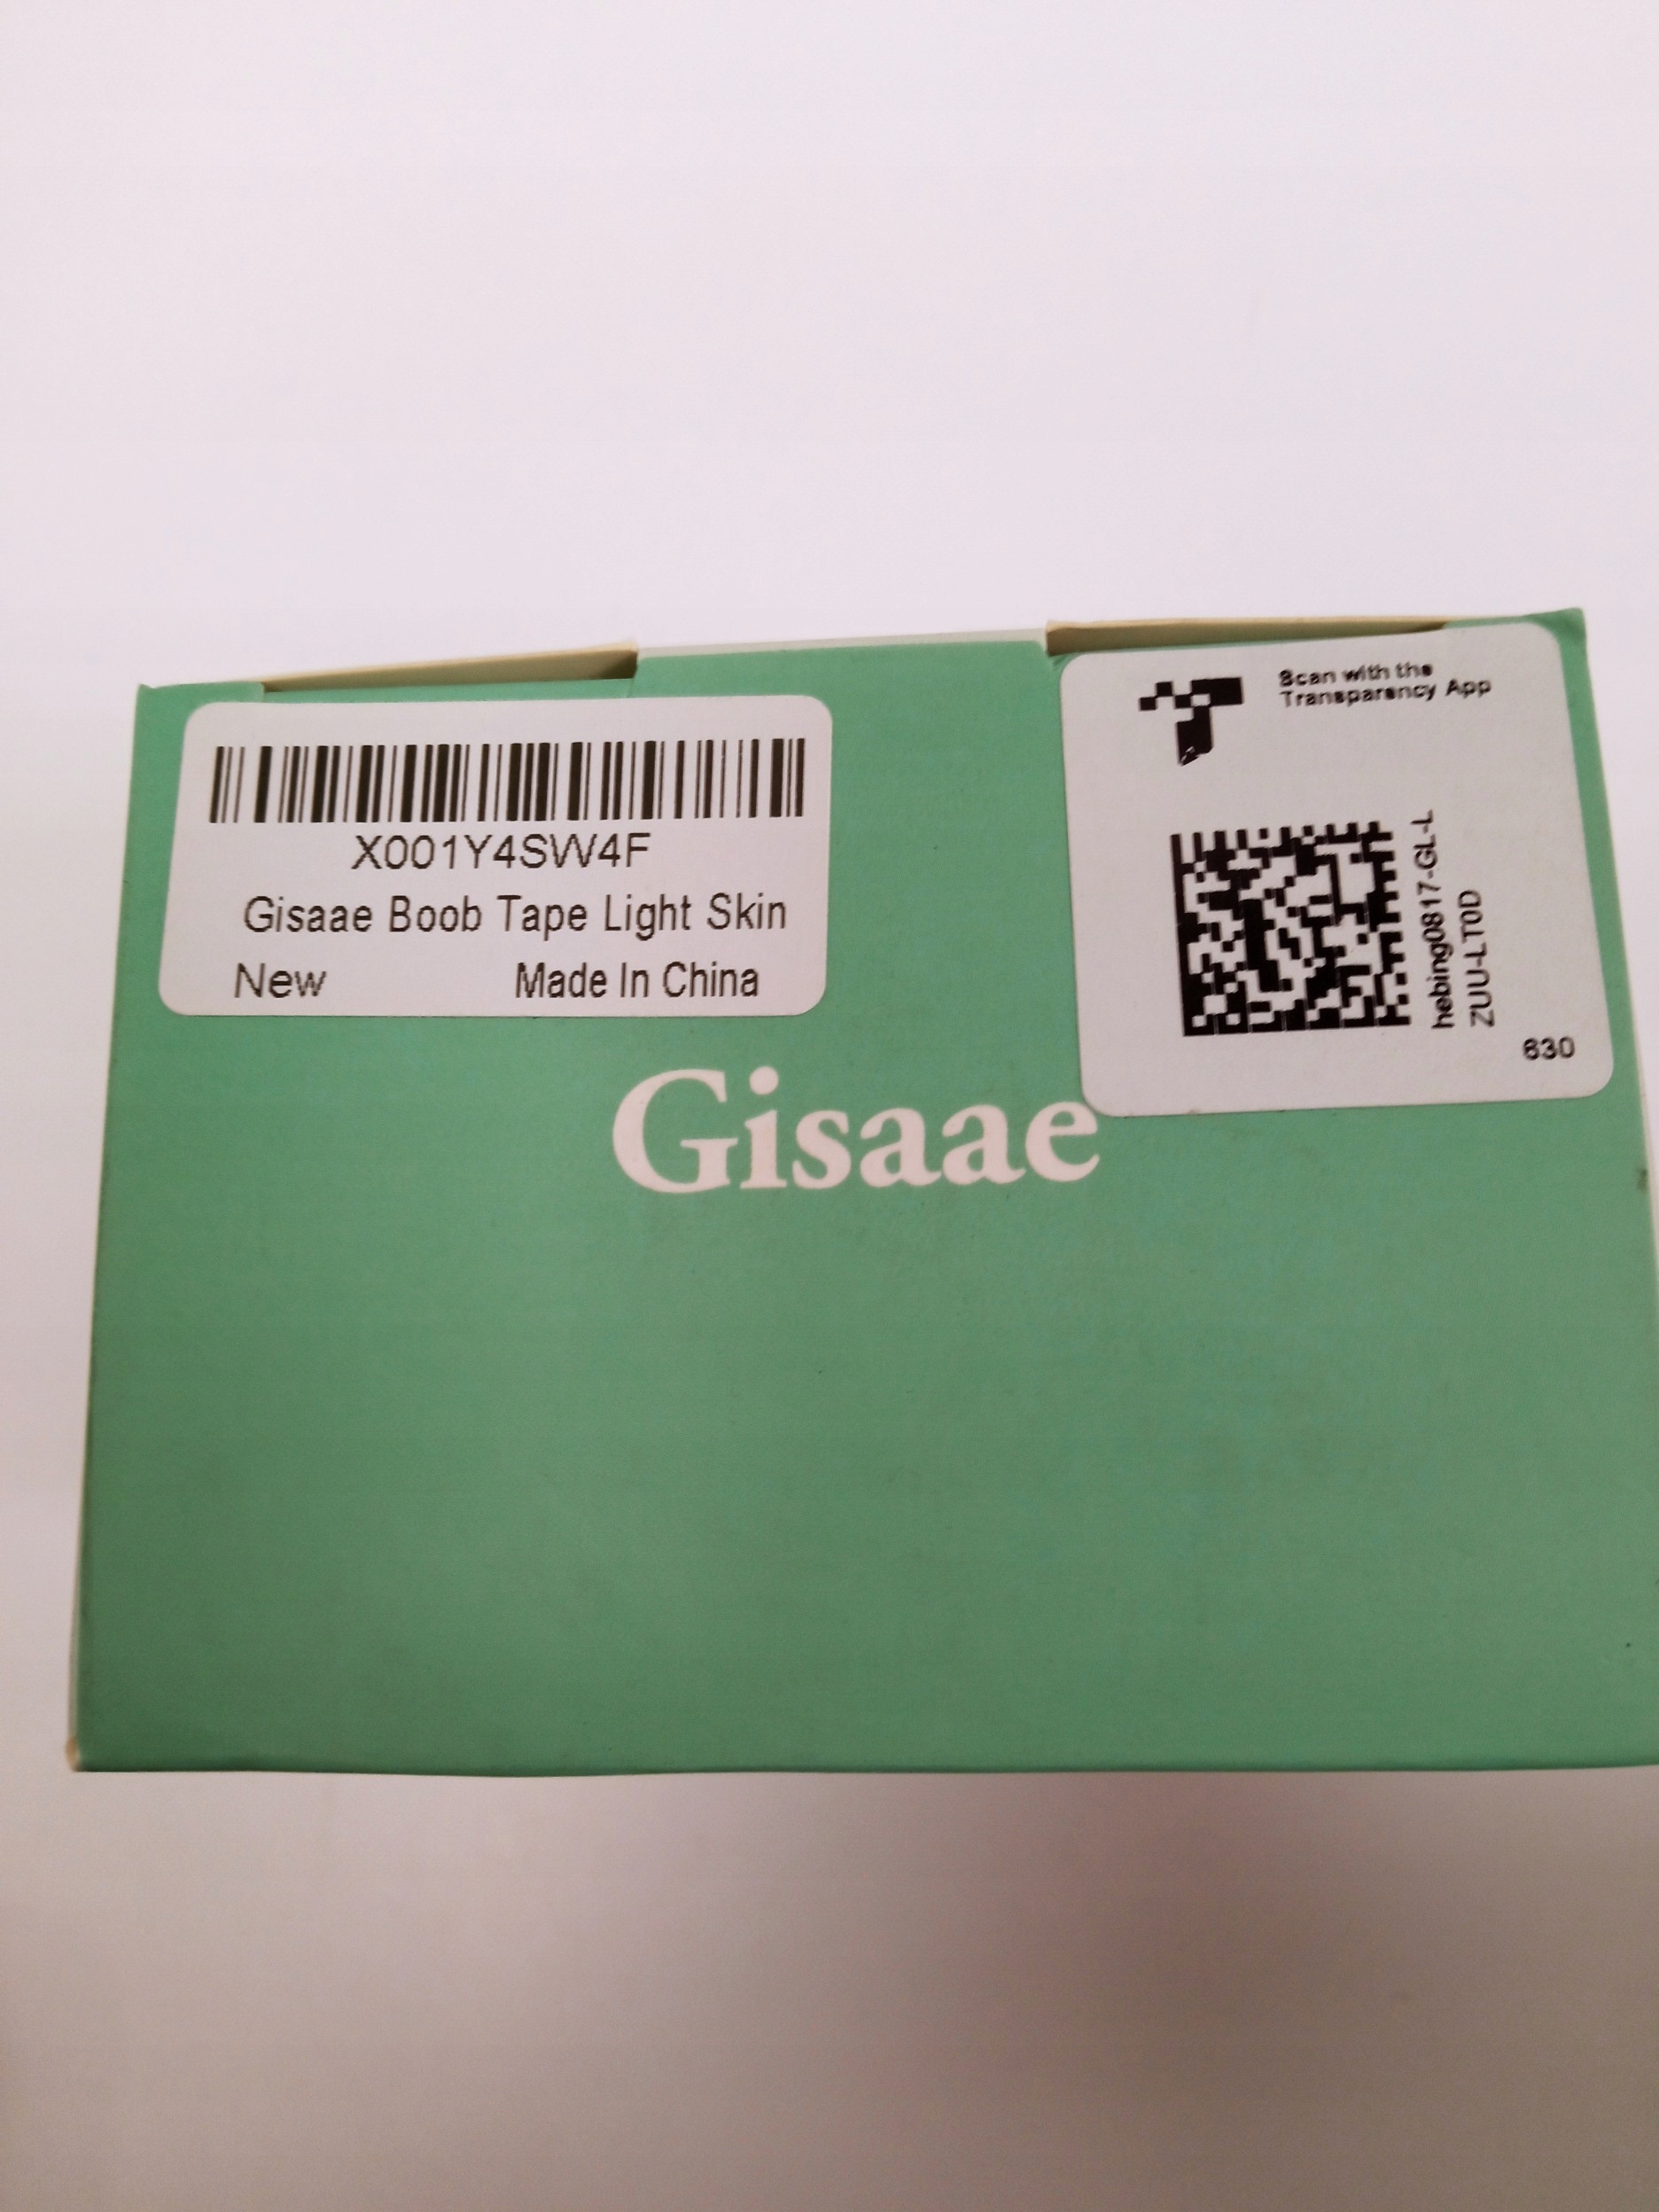 X001Y4SW4F
Gisaae Boob Tape Light Skin
New Made In China
Scan with the
Transparency App
hebing0817-GL-L
ZUU-LT0D
630
Gisaae